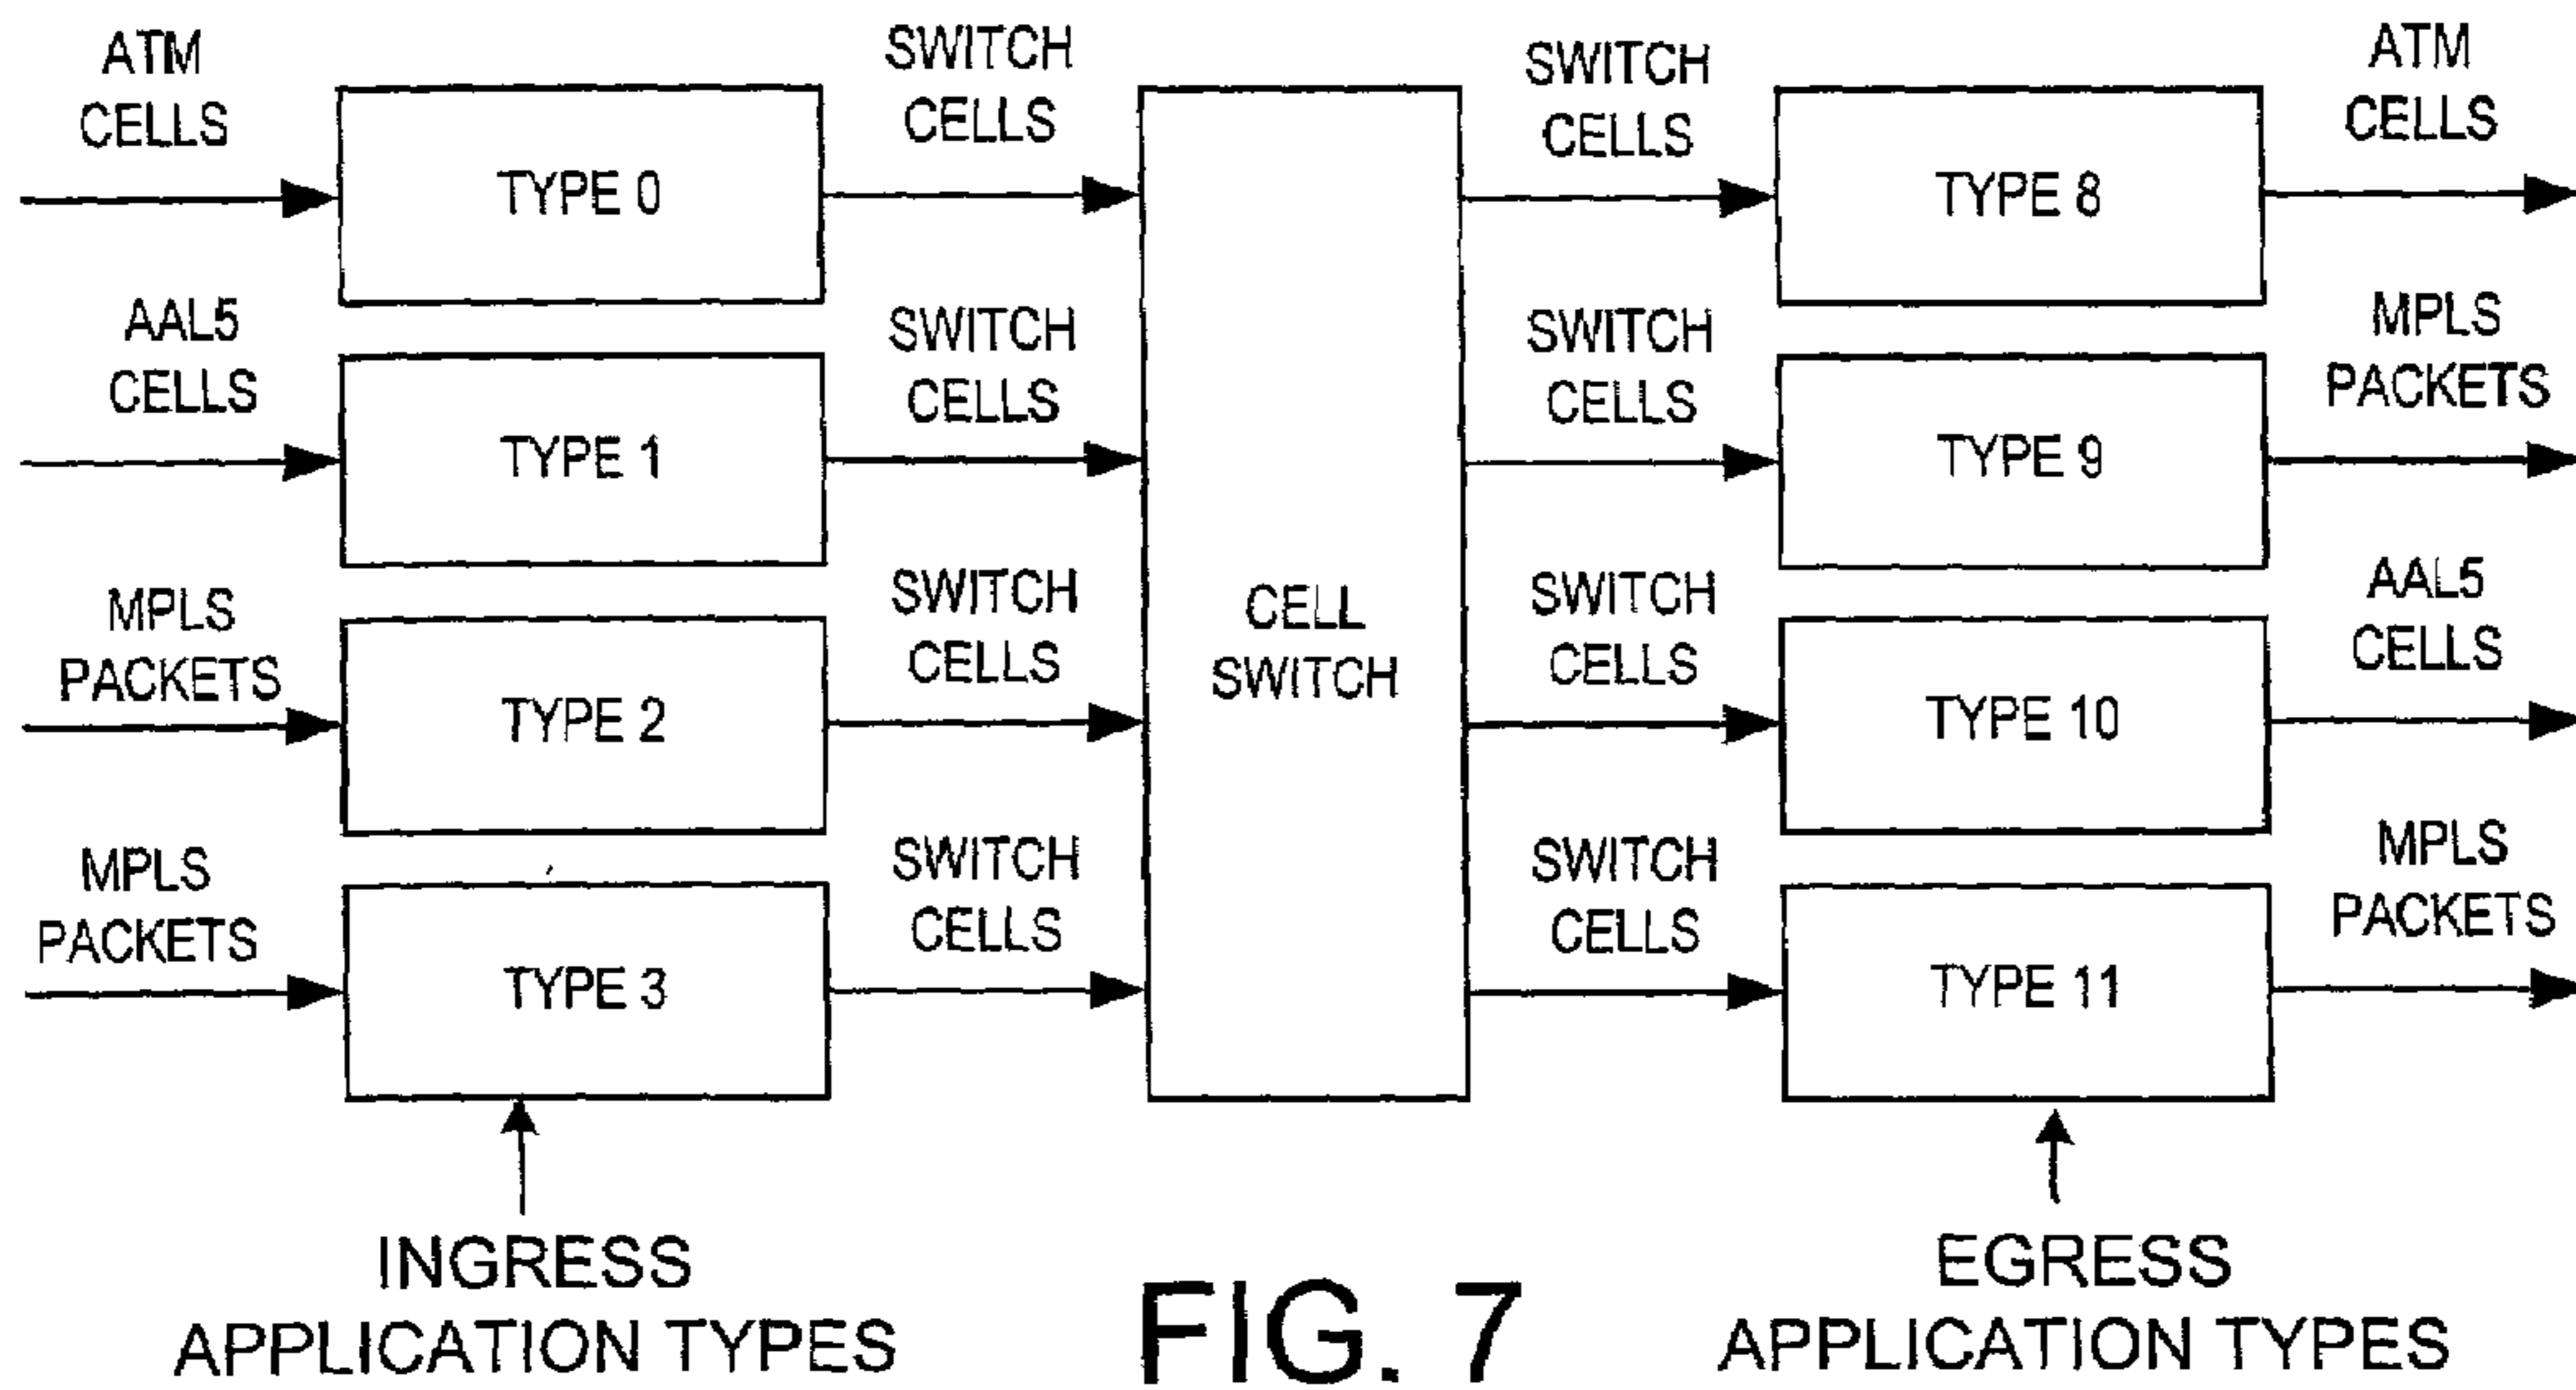 ATM
CELLS
TYPE 0
SWITCH
CELLS
AAL5
CELLS
TYPE 1
SWITCH
CELLS
MPLS
PACKETS
TYPE 2
SWITCH
CELLS
MPLS
PACKETS
TYPE 3
SWITCH
CELLS
CELL
SWITCH
SWITCH
CELLS
TYPE 8
ATM
CELLS
SWITCH
CELLS
TYPE 9
MPLS
PACKETS
SWITCH
CELLS
TYPE 10
AAL5
CELLS
SWITCH
CELLS
TYPE 11
MPLS
PACKETS
INGRESS
APPLICATION TYPES
FIG. 7
EGRESS
APPLICATION TYPES